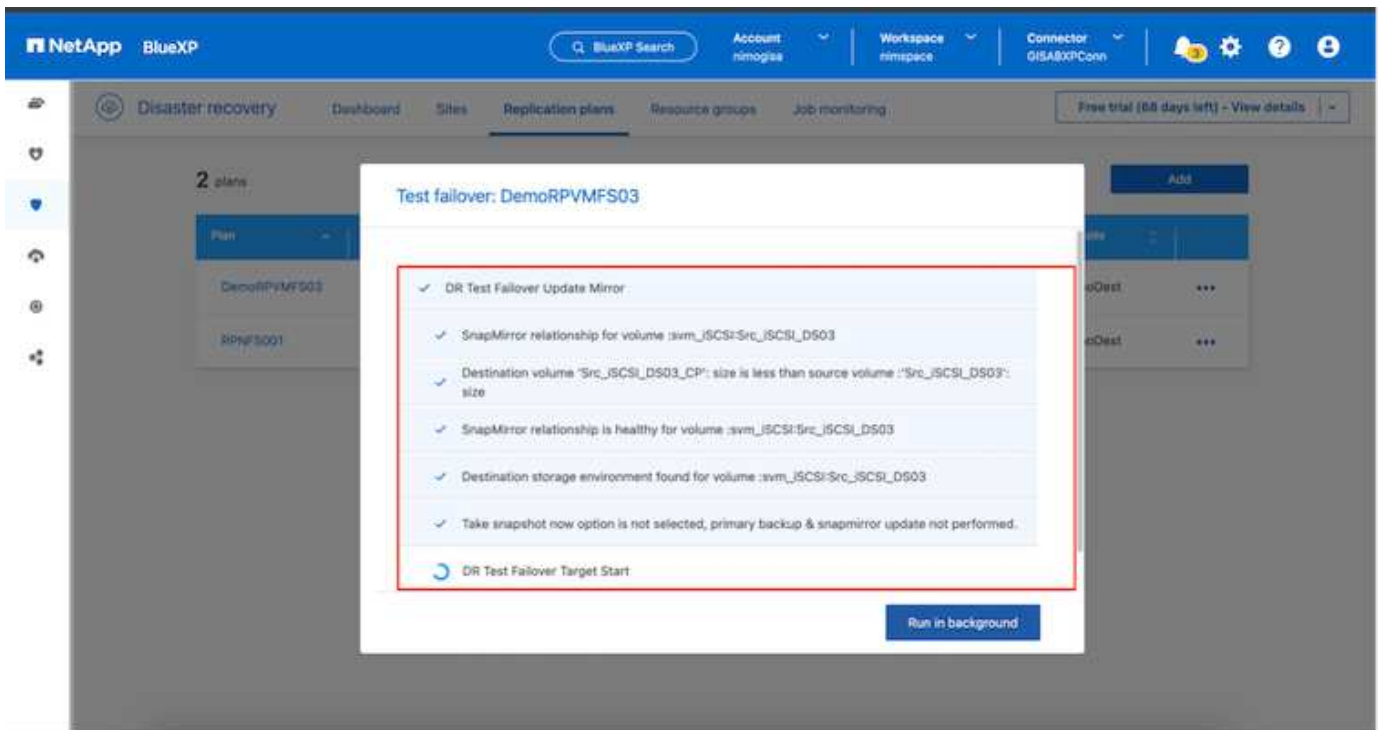 NetApp BlueXP
BlueXP Search
Account
nimogisa
Workspace
nimspace
Connector
GISABXPConn
3
Disaster recovery
Dashboard
Sites
Replication plans
Resource groups
Job monitoring
Free trial (88 days left) - View details
2 plans
Add
Test failover: DemoRPVMFS03
Plan
DemoRPVMFS03
RPNFS001
DR Test Failover Update Mirror
SnapMirror relationship for volume :svm_iSCSI:Src_iSCSI_DS03
Destination volume 'Src_iSCSI_DS03_CP': size is less than source volume :'Src_iSCSI_DS03':
size
SnapMirror relationship is healthy for volume :svm_iSCSI:Src_iSCSI_DS03
Destination storage environment found for volume :svm_iSCSI:Src_iSCSI_DS03
Take snapshot now option is not selected, primary backup & snapmirror update not performed.
DR Test Failover Target Start
Run in background